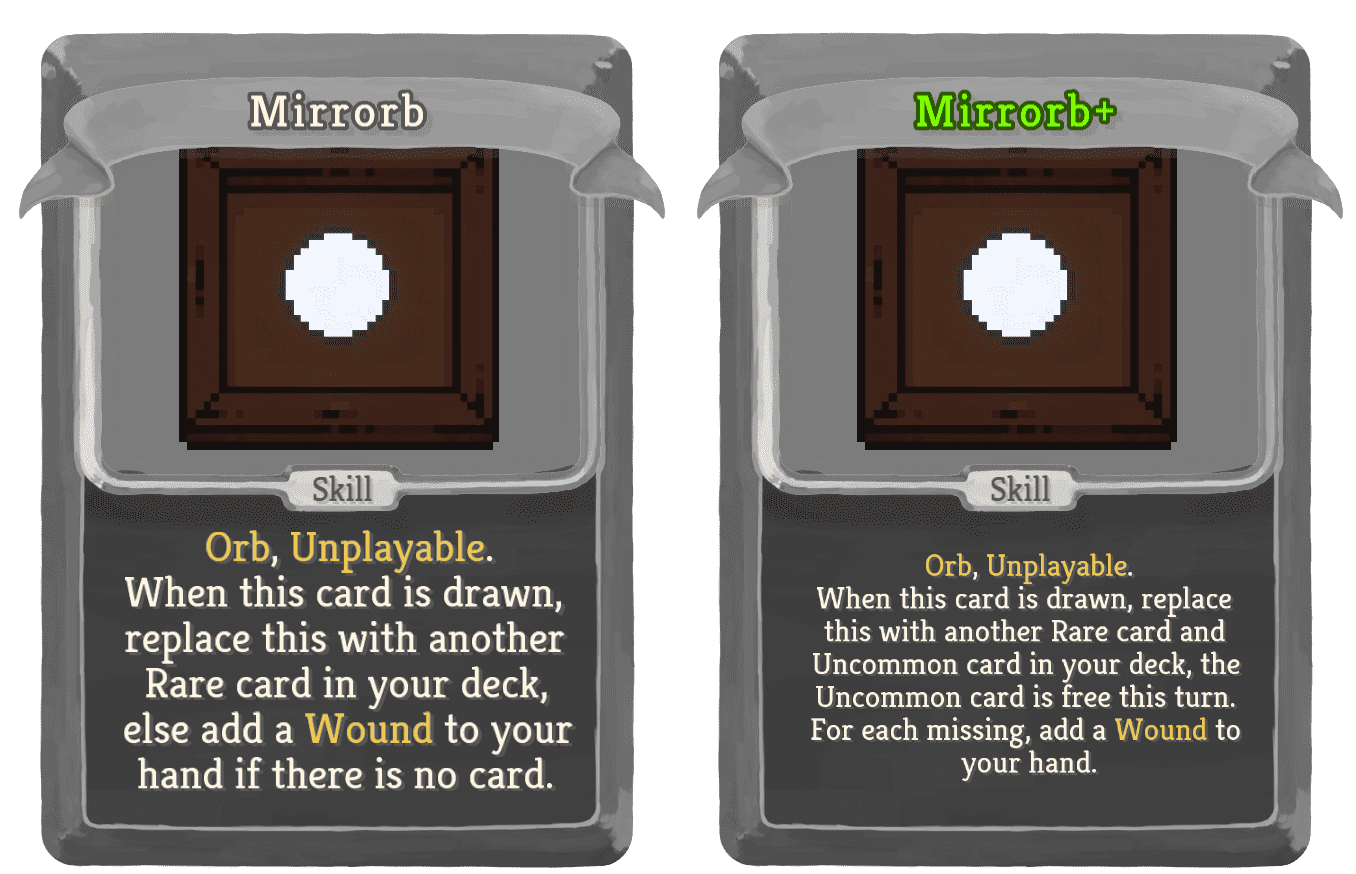 Mirrorb
Skill
Orb, Unplayable.
When this card is drawn,
replace this with another
Rare card in your deck,
else add a Wound to your
hand if there is no card.
Mirrorb+
Skill
Orb, Unplayable.
When this card is drawn, replace
this with another Rare card and
Uncommon card in your deck, the
Uncommon card is free this turn.
For each missing, add a Wound to
your hand.